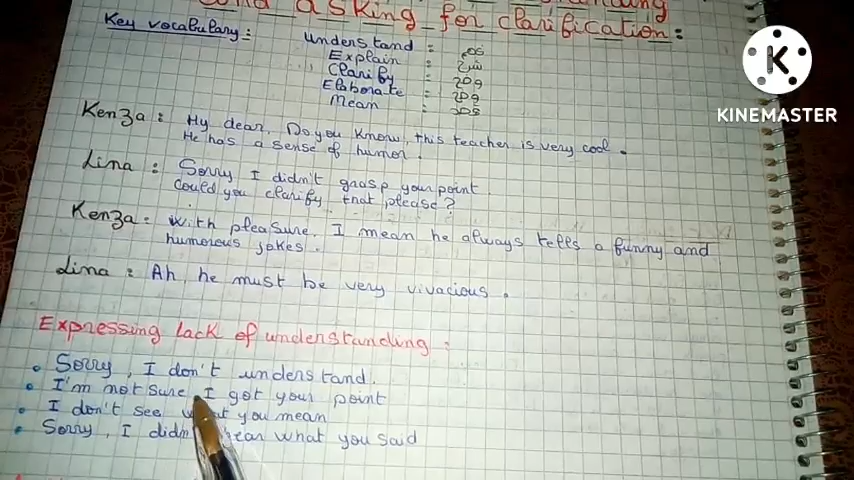 and asking for clarification :
Key vocabulary :
understand :
Explain : شرح
Clarify : وضح
Elaborate : وضح
Mean :
Kenza : Hy dear, Do you know, this teacher is very cool.
He has a sense of humor.
Lina : Sorry I didn't grasp your point.
Could you clarify that please?
Kenza : with pleasure. I mean he always tells a funny and
humorous jokes.
Lina : Ah, he must be very vivacious.
Expressing lack of understanding :
• Sorry, I don't understand.
• I'm not sure I got your point
• I don't see what you mean
• Sorry, I didn't hear what you said
K
KINEMASTER